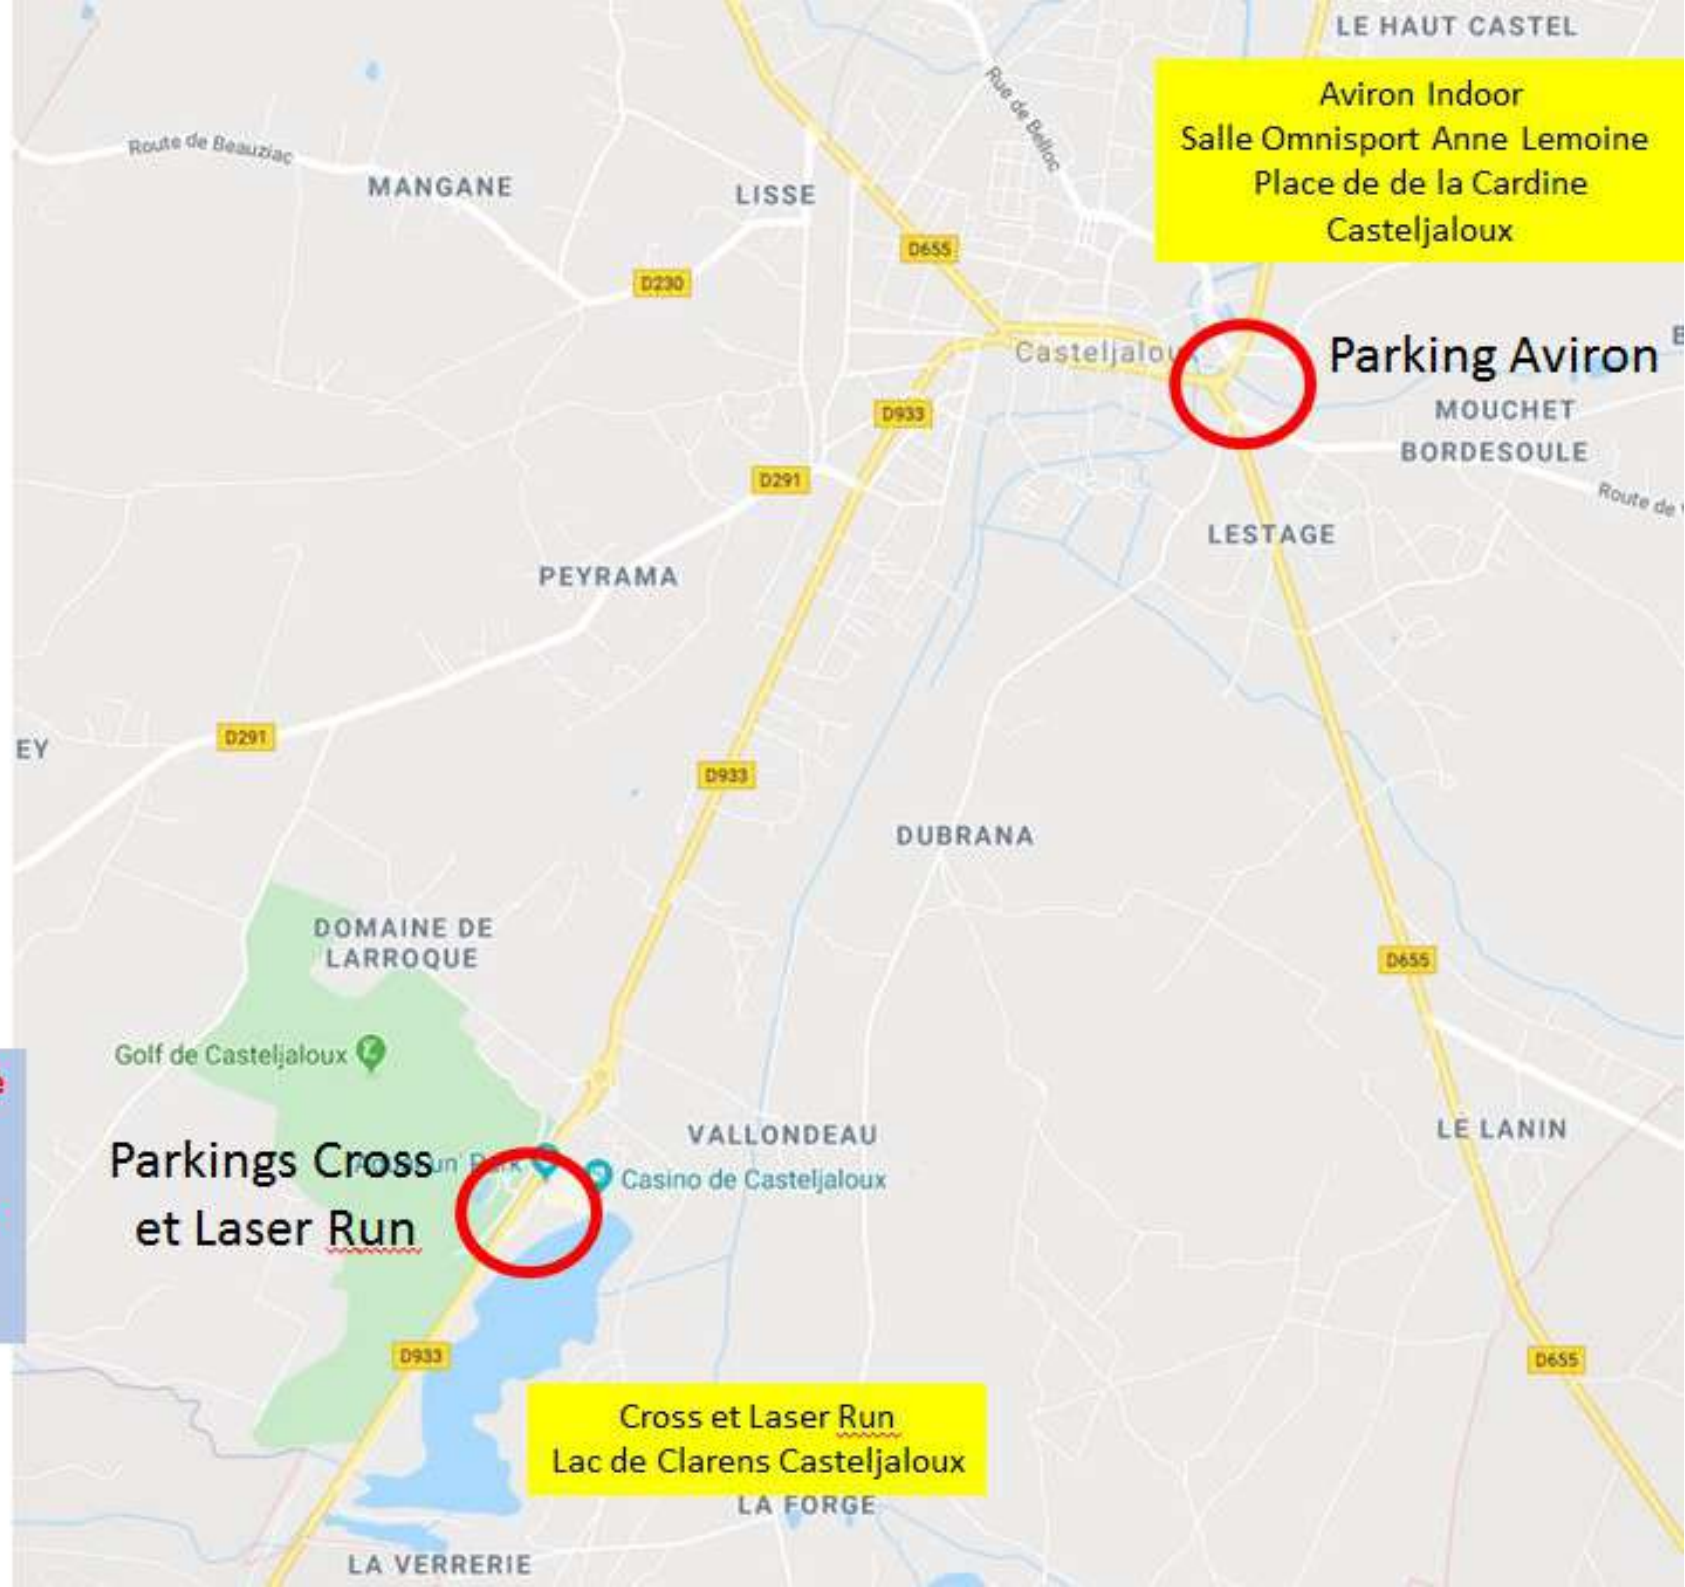 LE HAUT CASTEL
Aviron Indoor
Salle Omnisport Anne Lemoine
Place de de la Cardine
Casteljaloux
Rue de Belloc
Route de Beauziac
MANGANE
LISSE
D655
D230
Parking Aviron
D933
MOUCHET
BORDESOULE
D291
Route de
LESTAGE
PEYRAMA
D291
EY
D933
DUBRANA
DOMAINE DE
LARROQUE
D655
Golf de Casteljaloux
VALLONDEAU
LE LANIN
Parkings Cross
et Laser Run
Casino de Casteljaloux
D933
D655
Cross et Laser Run
Lac de Clarens Casteljaloux
LA FORGE
LA VERRERIE